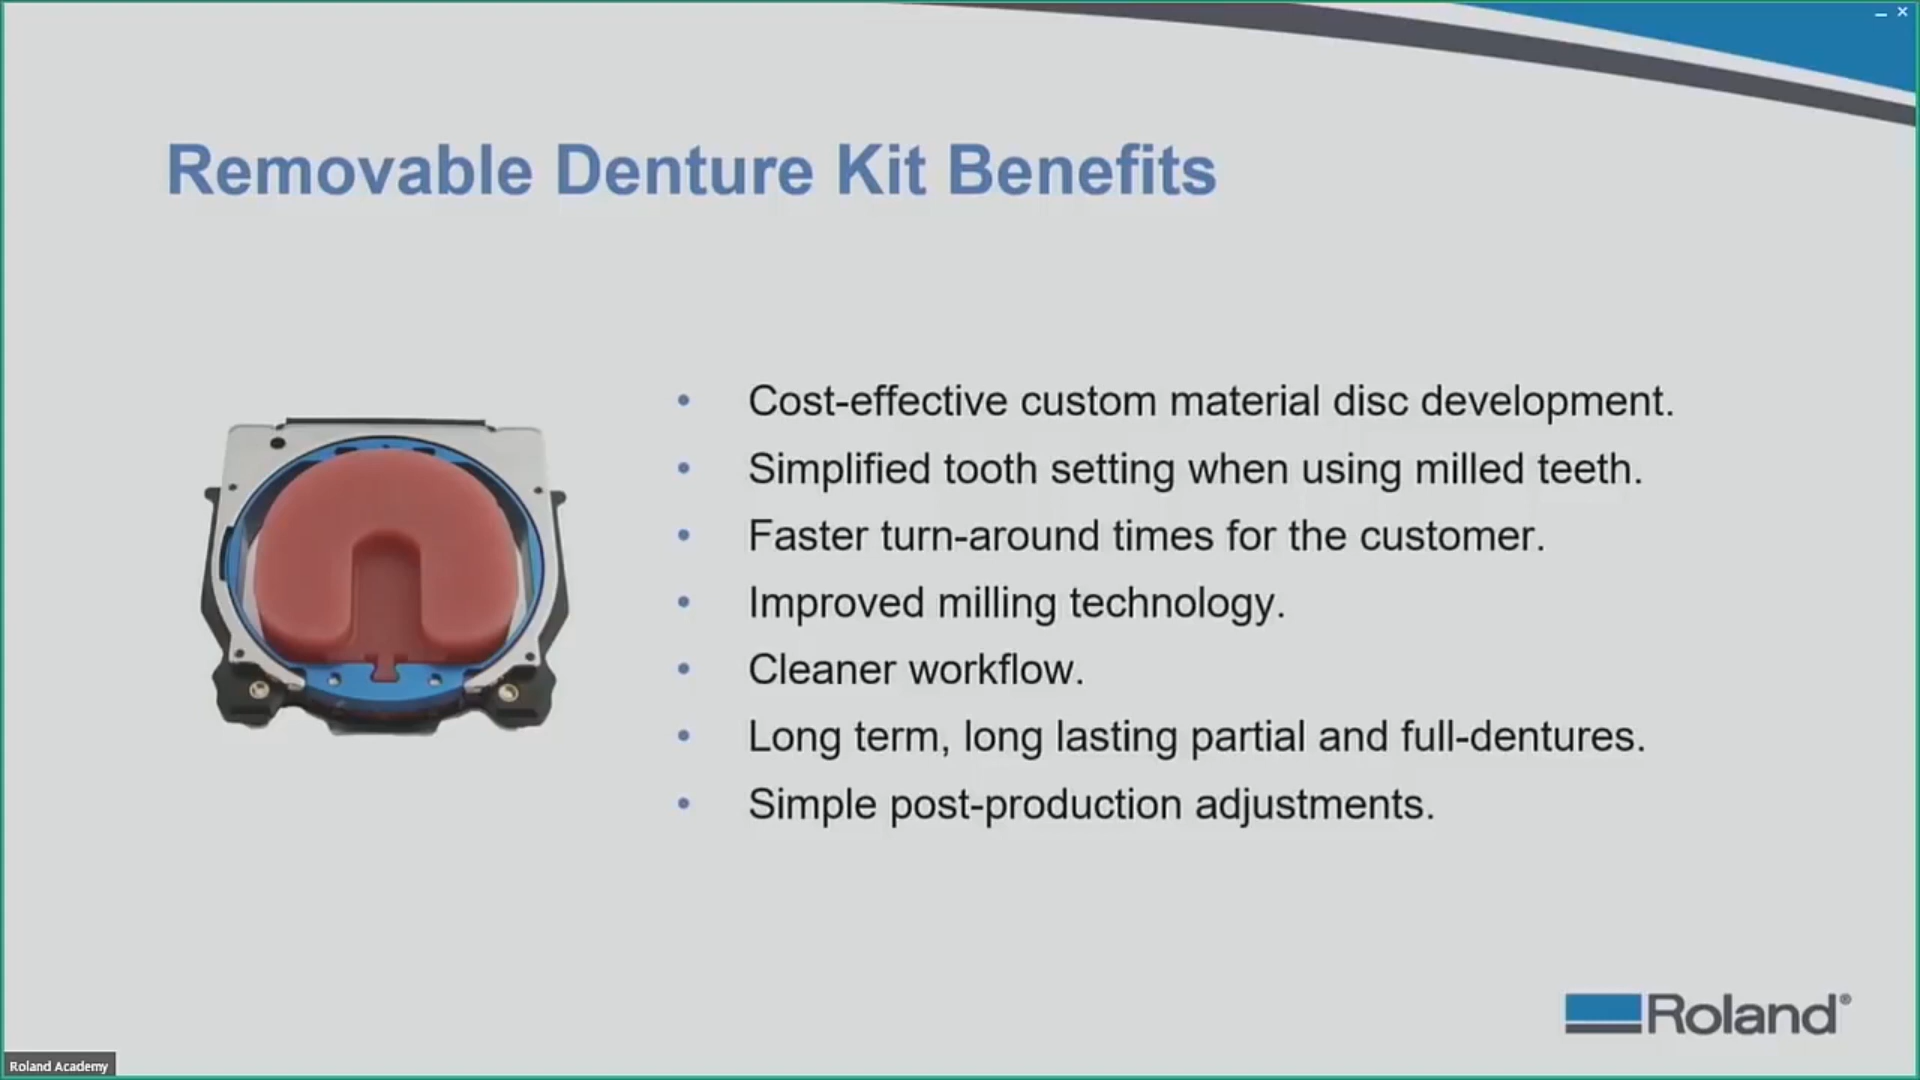 Removable Denture Kit Benefits
• Cost-effective custom material disc development.
• Simplified tooth setting when using milled teeth.
• Faster turn-around times for the customer.
• Improved milling technology.
• Cleaner workflow.
• Long term, long lasting partial and full-dentures.
• Simple post-production adjustments.
Roland®
Roland Academy